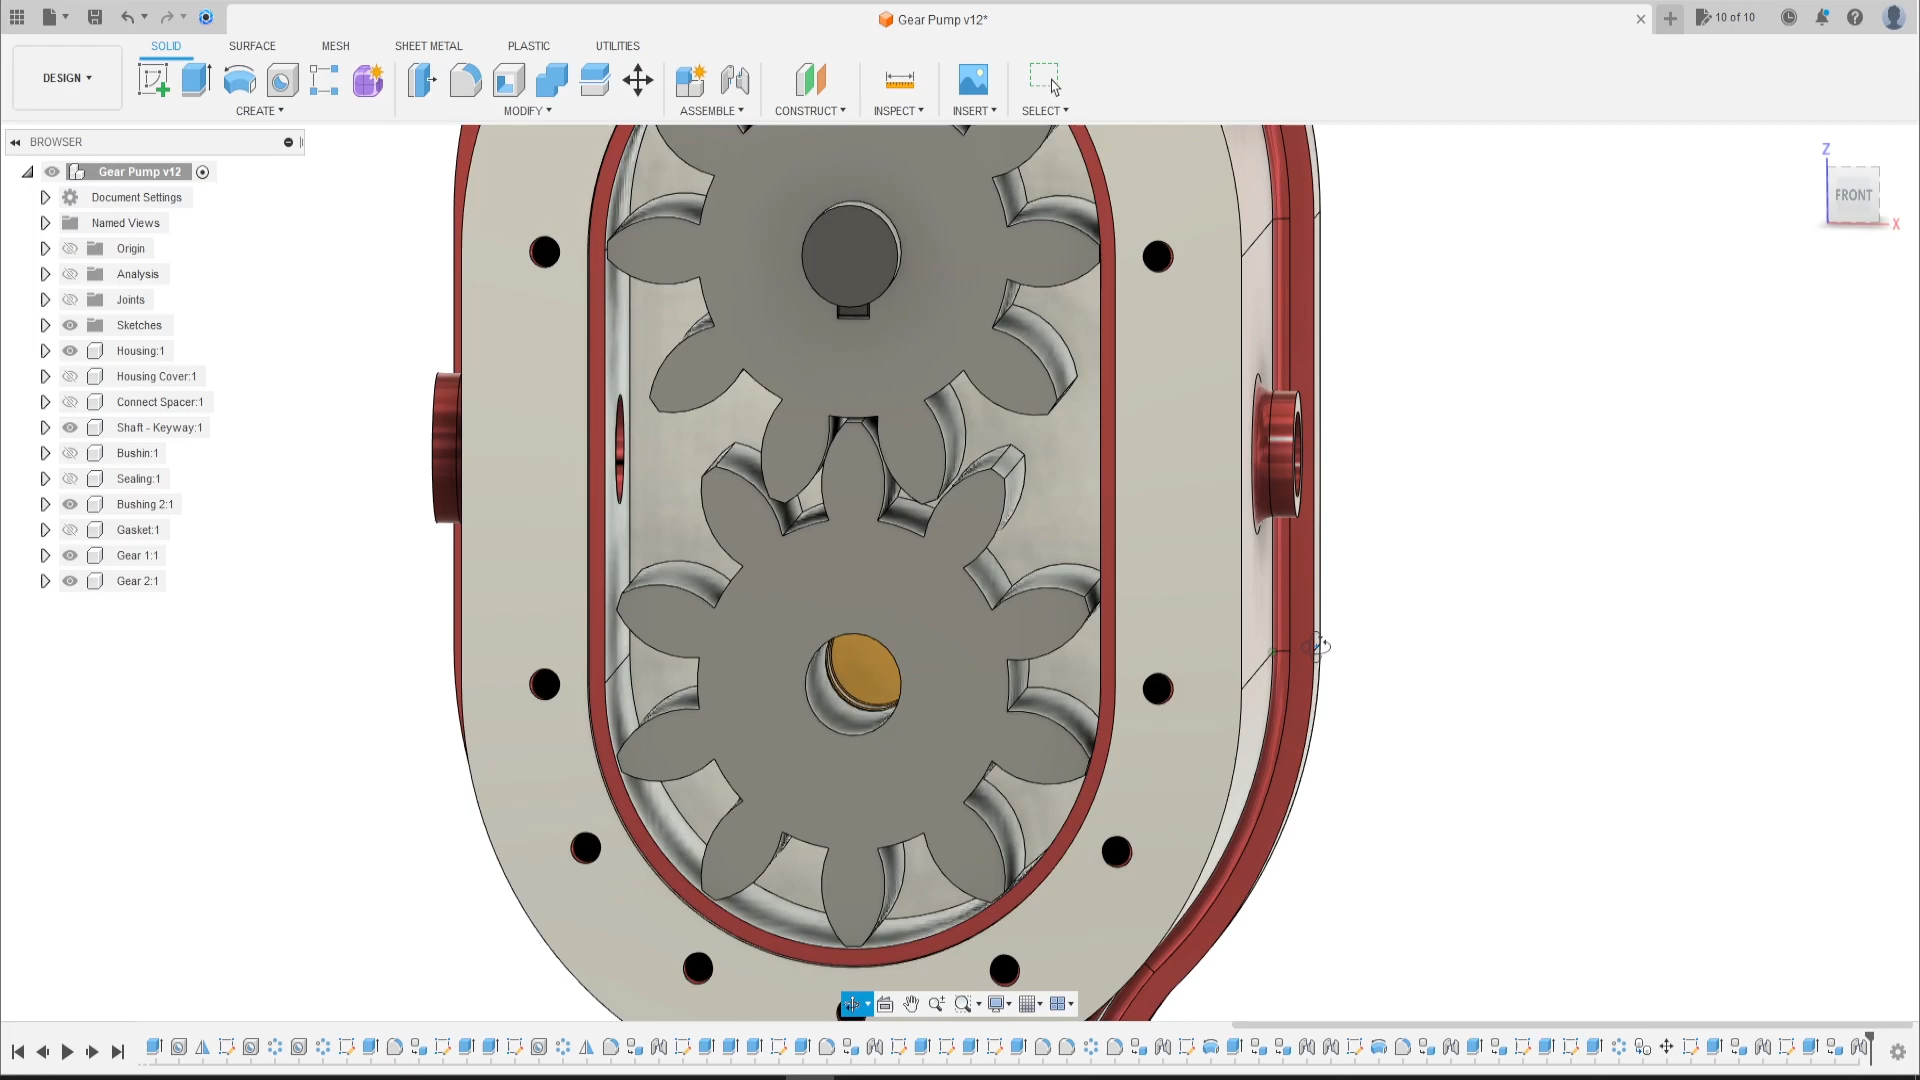 Gear Pump v12*
10 of 10
DESIGN
SOLID SURFACE MESH SHEET METAL PLASTIC UTILITIES
CREATE MODIFY ASSEMBLE CONSTRUCT INSPECT INSERT SELECT
BROWSER
Gear Pump v12
Document Settings
Named Views
Origin
Analysis
Joints
Sketches
Housing:1
Housing Cover:1
Connect Spacer:1
Shaft - Keyway:1
Bushin:1
Sealing:1
Bushing 2:1
Gasket:1
Gear 1:1
Gear 2:1
Z
FRONT
X